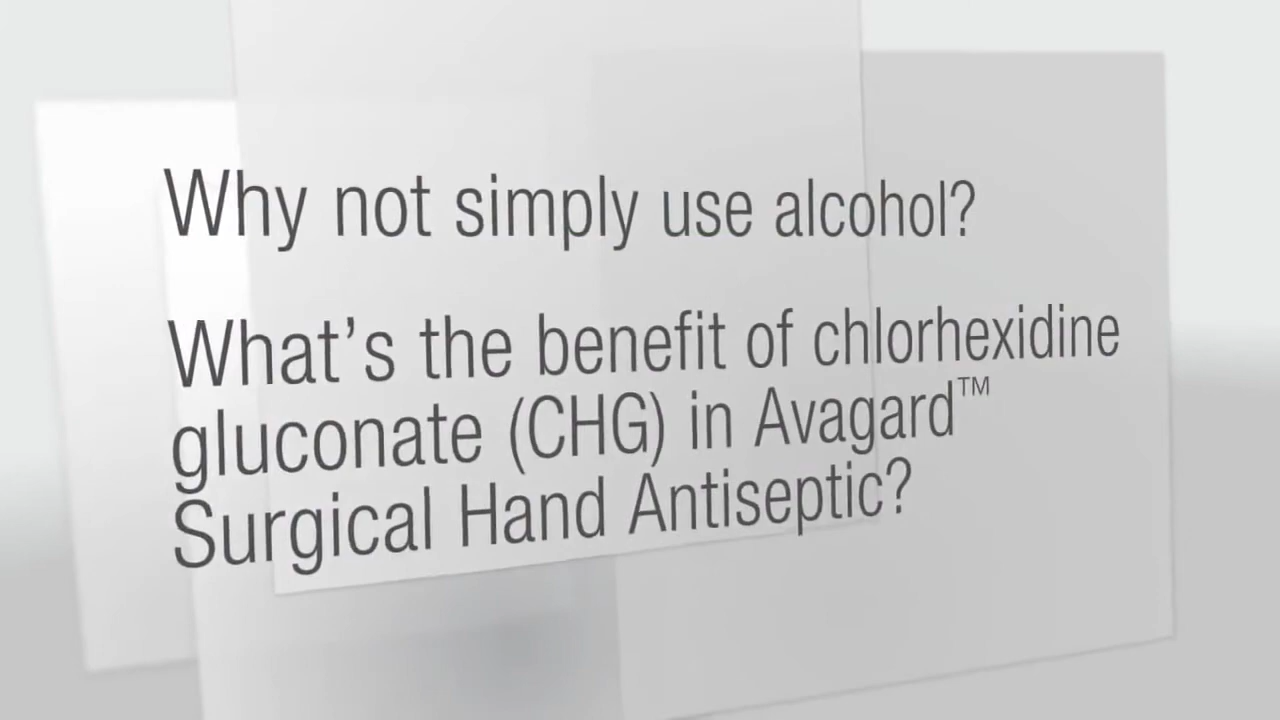 Why not simply use alcohol?
What's the benefit of chlorhexidine
gluconate (CHG) in Avagard™
Surgical Hand Antiseptic?